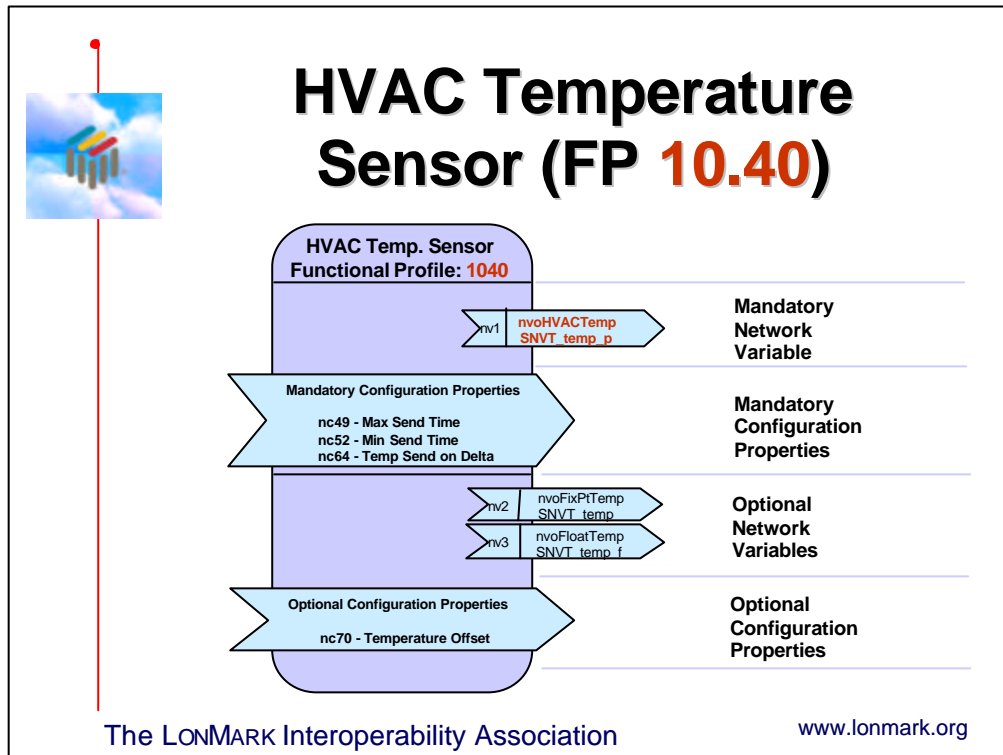 HVAC Temperature
Sensor (FP 10.40)
HVAC Temp. Sensor
Functional Profile: 1040
nv1
nvoHVACTemp
SNVT_temp_p
Mandatory
Network
Variable
Mandatory Configuration Properties
nc49 - Max Send Time
nc52 - Min Send Time
nc64 - Temp Send on Delta
Mandatory
Configuration
Properties
nv2
nvoFixPtTemp
SNVT_temp
nv3
nvoFloatTemp
SNVT_temp_f
Optional
Network
Variables
Optional Configuration Properties
nc70 - Temperature Offset
Optional
Configuration
Properties
The LONMARK Interoperability Association
www.lonmark.org